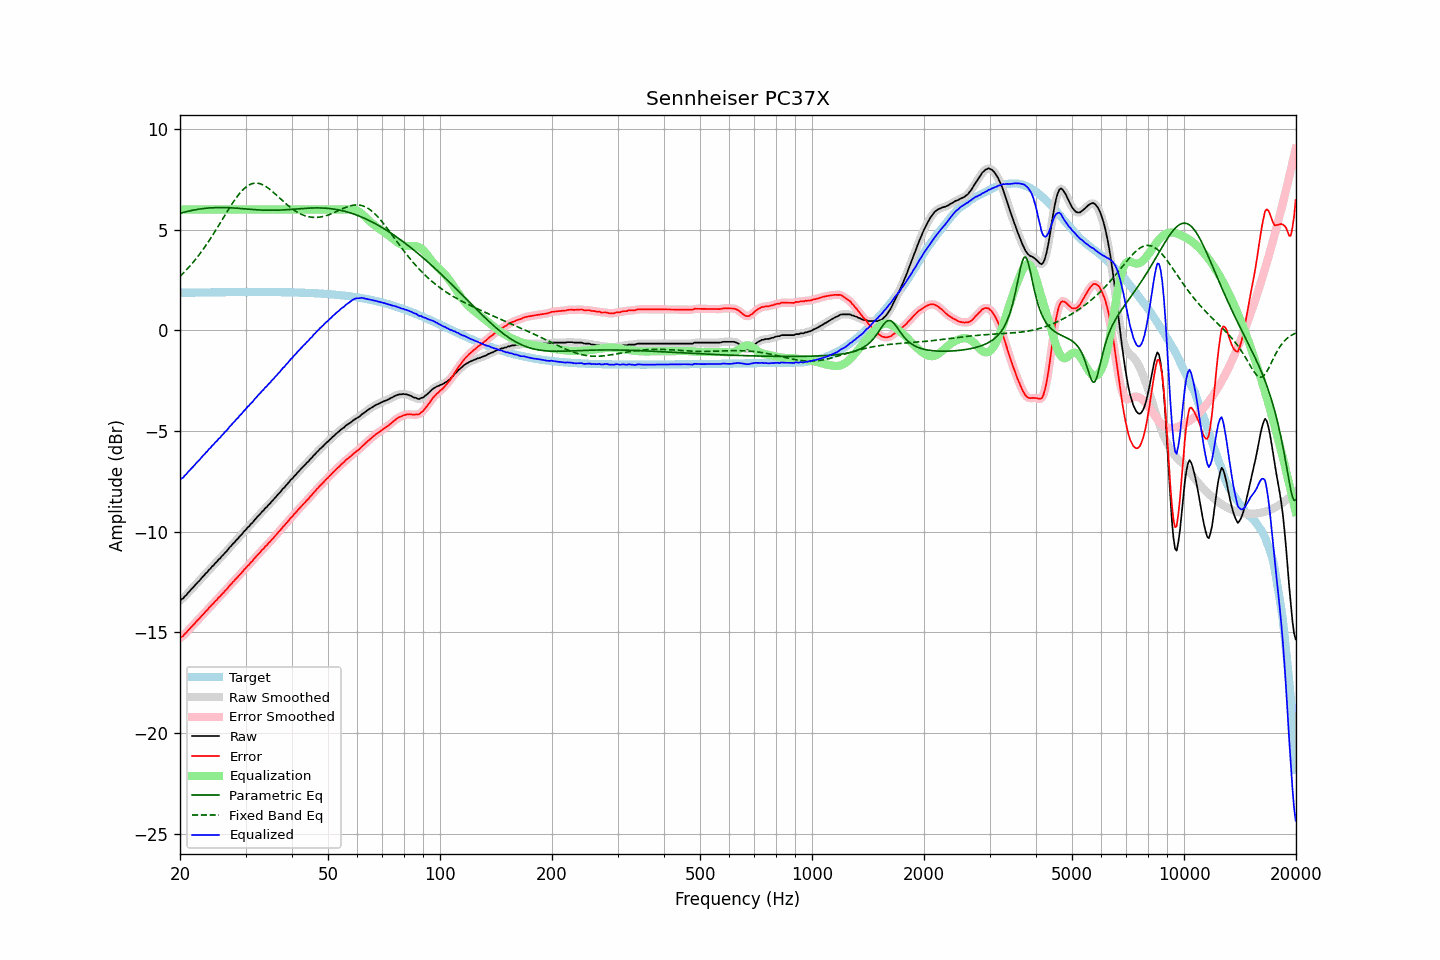 Sennheiser PC37X
10
5
0
−5
−10
−15
−20
−25
Amplitude (dBr)
Target
Raw Smoothed
Error Smoothed
Raw
Error
Equalization
Parametric Eq
Fixed Band Eq
Equalized
20 50 100 200 500 1000 2000 5000 10000 20000
Frequency (Hz)